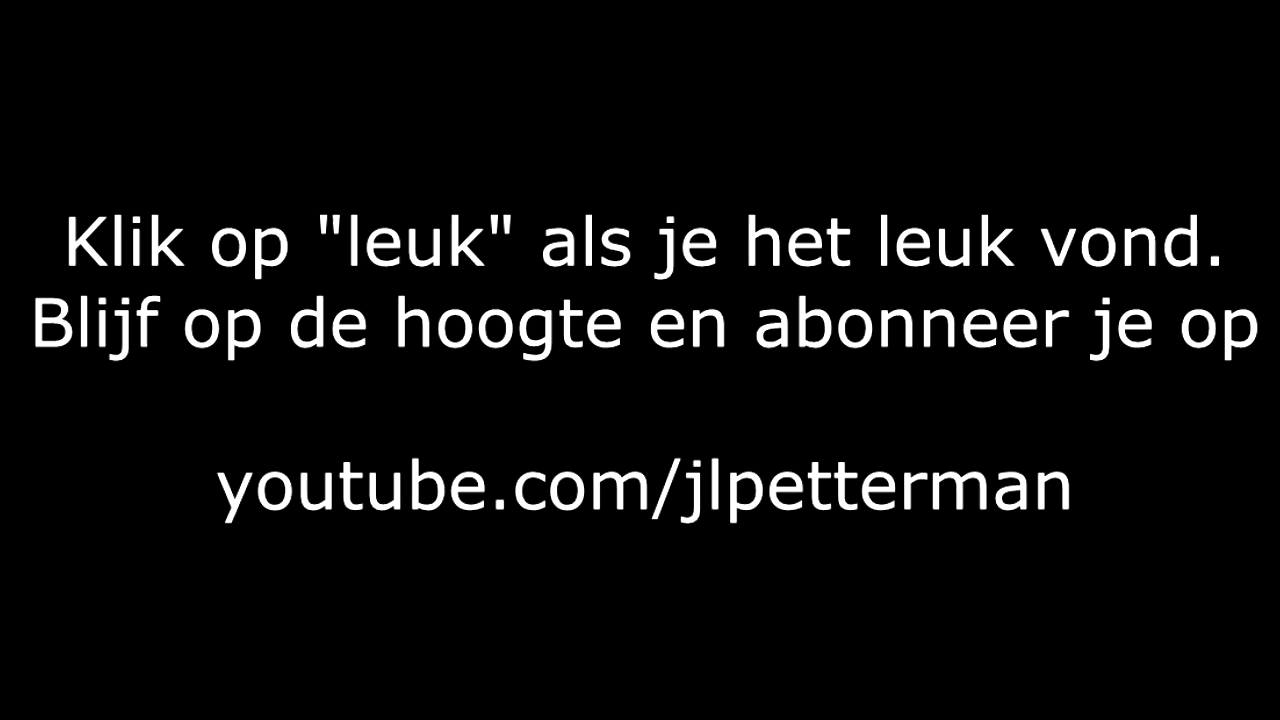 Klik op "leuk" als je het leuk vond.
Blijf op de hoogte en abonneer je op
youtube.com/jlpetterman